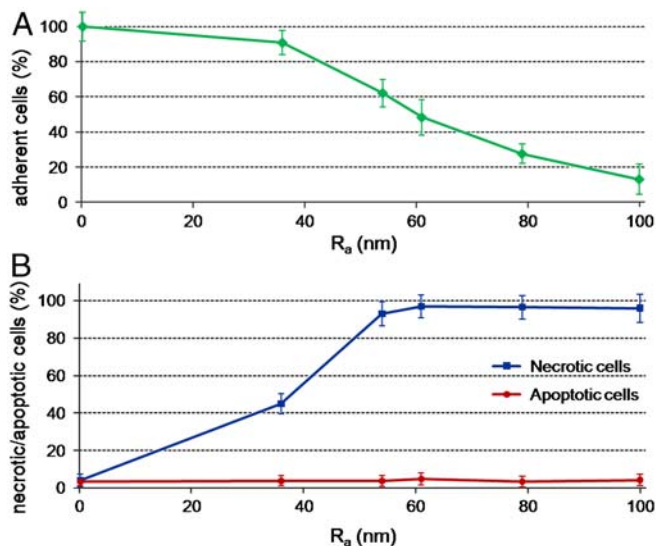 A
adherent cells (%)
100
80
60
40
20
0
0 20 40 60 80 100
Ra (nm)
B
necrotic/apoptotic cells (%)
100
80
60
40
20
0
Necrotic cells
Apoptotic cells
0 20 40 60 80 100
Ra (nm)